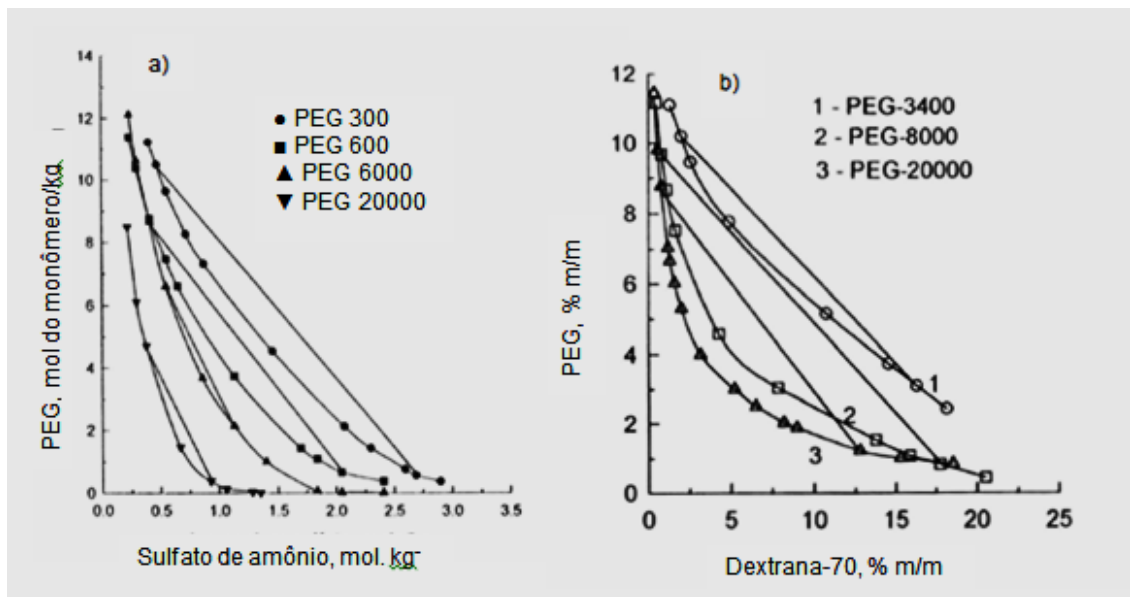 a)
PEG 300
PEG 600
PEG 6000
PEG 20000
14
12
10
8
6
4
2
0
0.0 0.5 1.0 1.5 2.0 2.5 3.0 3.5
PEG, mol do monômero/kg
Sulfato de amônio, mol. kg-
b)
1 - PEG-3400
2 - PEG-8000
3 - PEG-20000
12
10
8
6
4
2
0
1
2
3
0 5 10 15 20 25
PEG, % m/m
Dextrana-70, % m/m